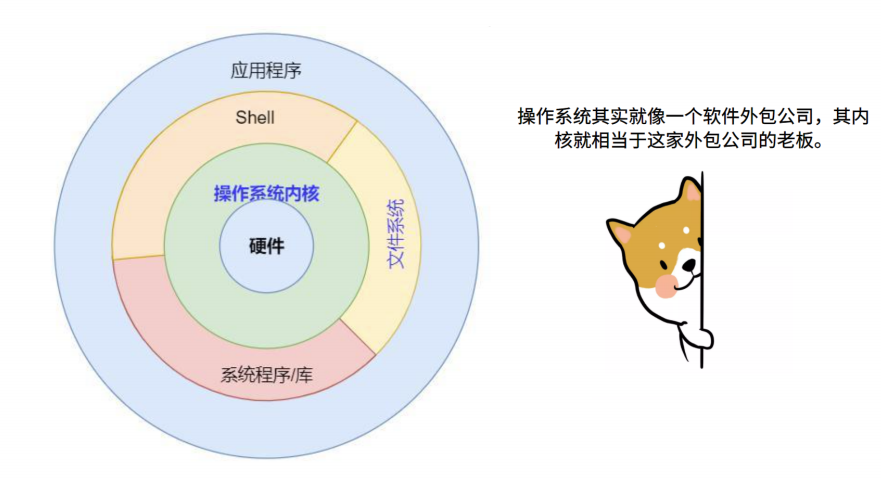 应用程序
Shell
操作系统内核
硬件
文件系统
系统程序/库
操作系统其实就像一个软件外包公司，其内
核就相当于这家外包公司的老板。